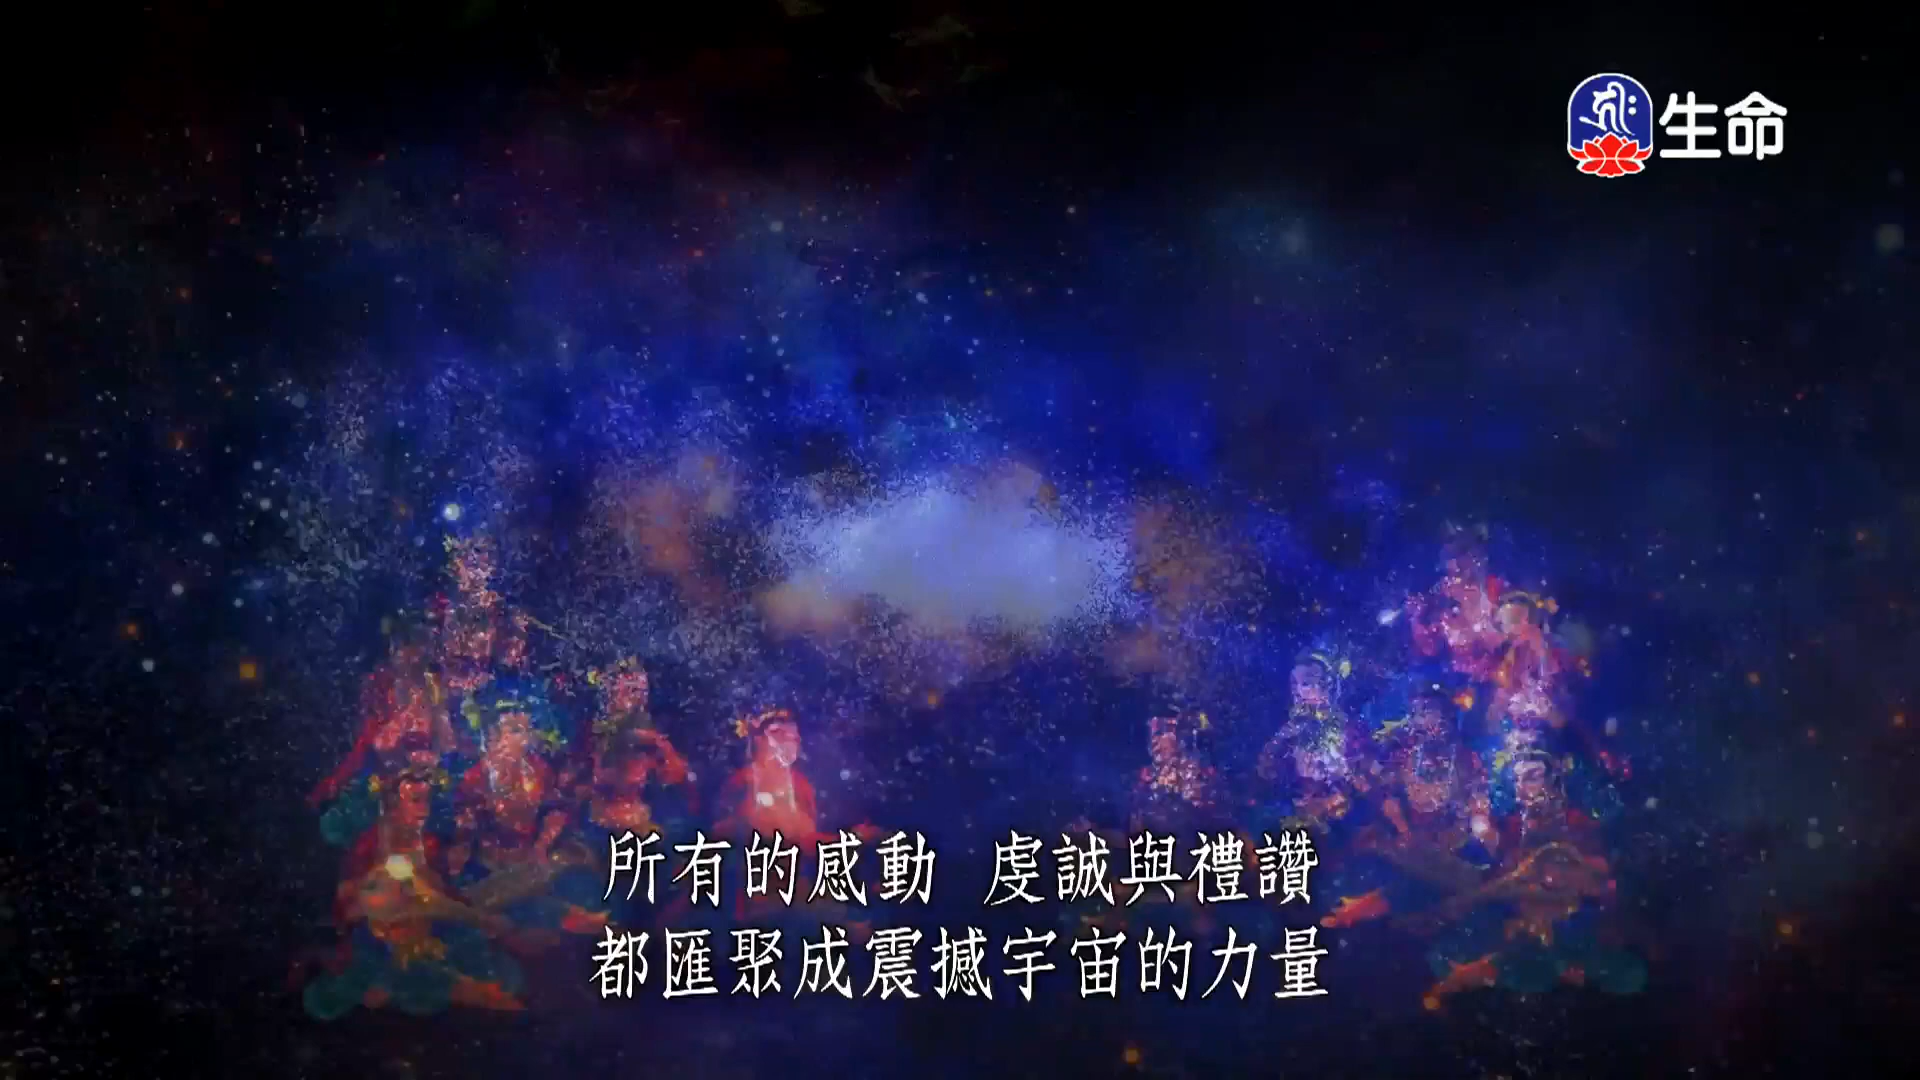 生命
所有的感動 虔誠與禮讚
都匯聚成震撼宇宙的力量